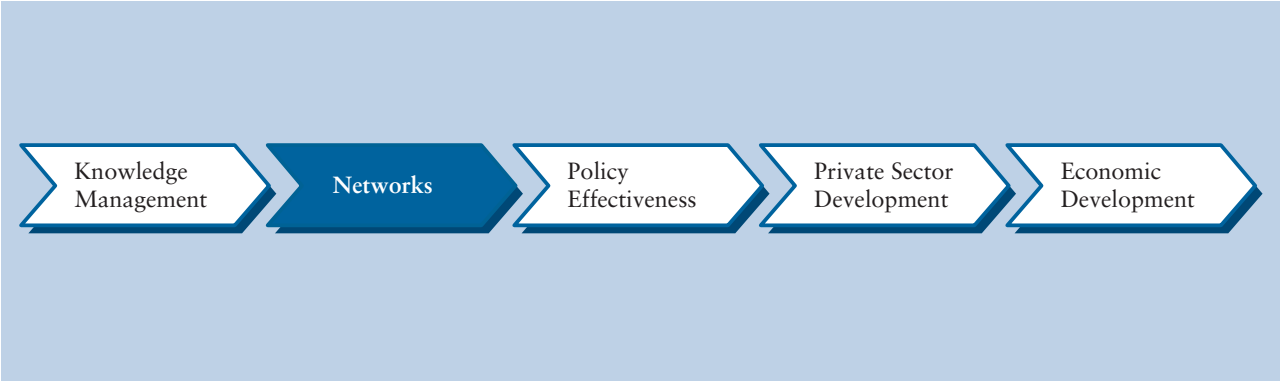 Knowledge
Management
Networks
Policy
Effectiveness
Private Sector
Development
Economic
Development